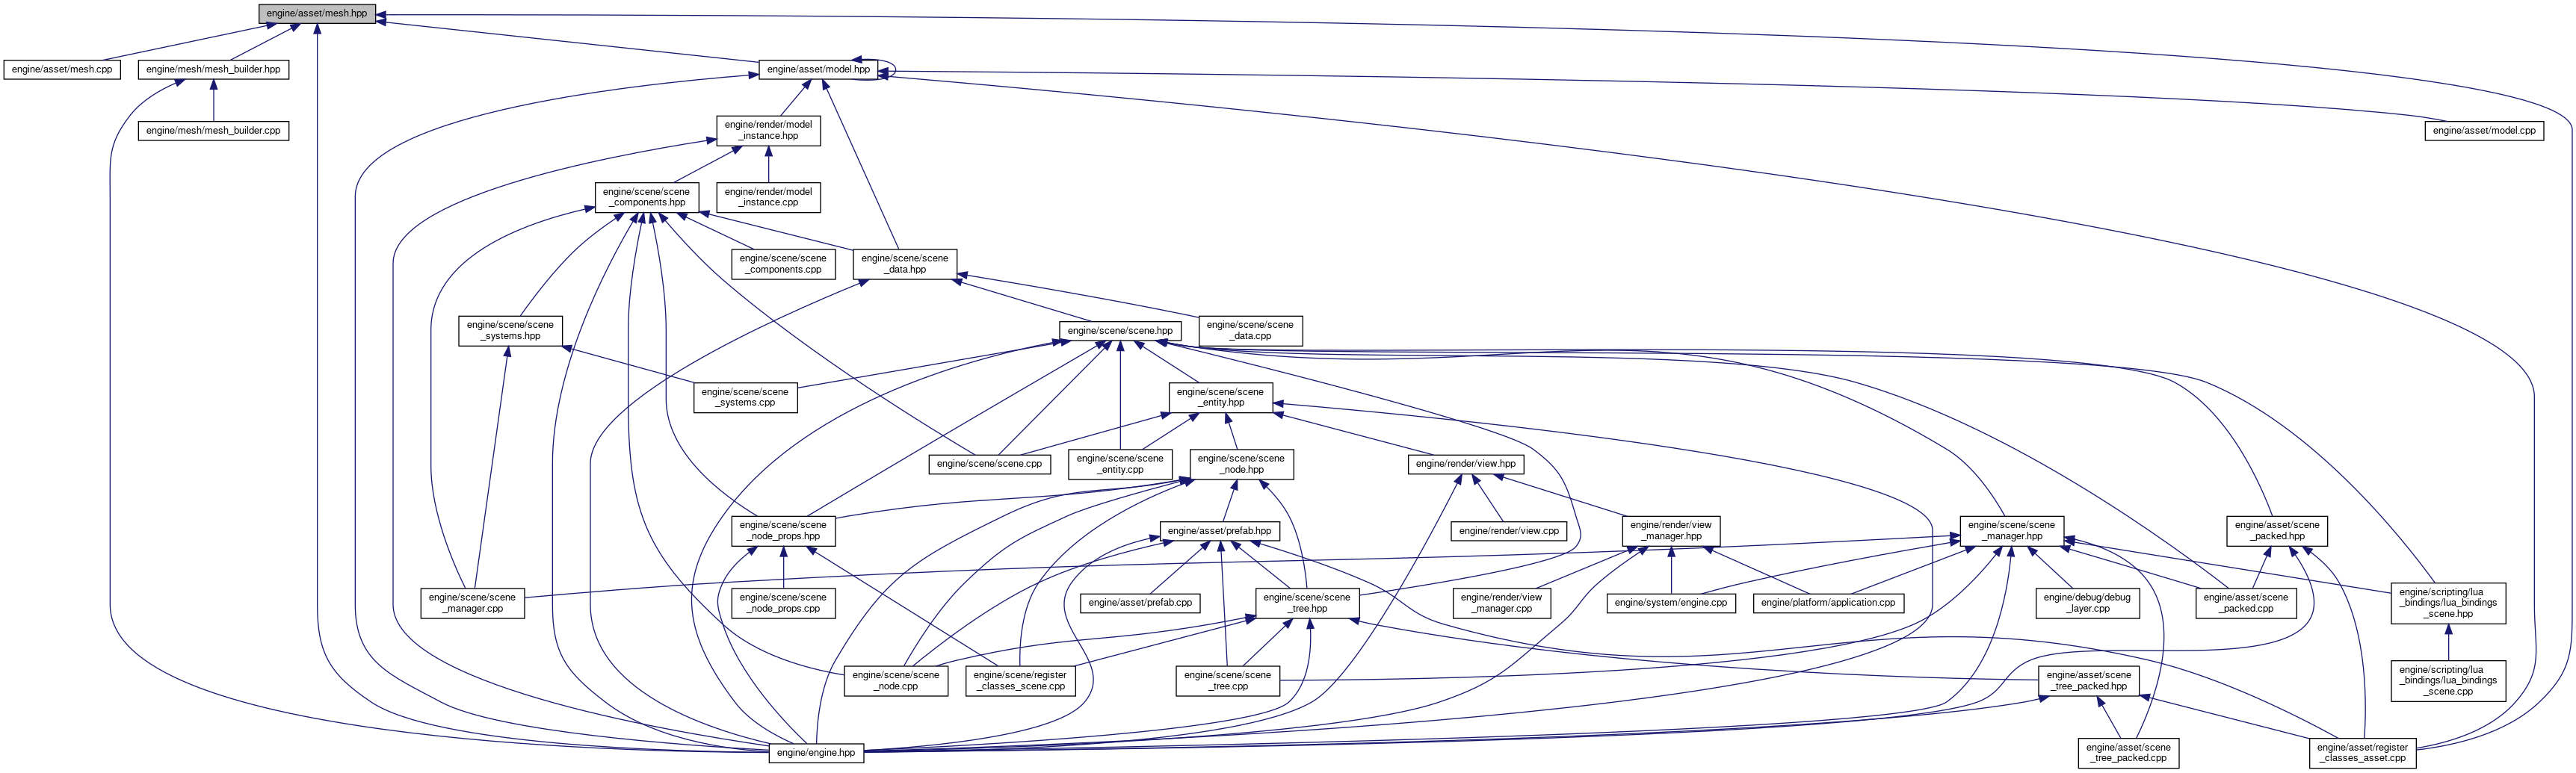 engine/asset/mesh.hpp
engine/asset/mesh.cpp
engine/mesh/mesh_builder.hpp
engine/asset/model.hpp
engine/mesh/mesh_builder.cpp
engine/render/model
_instance.hpp
engine/asset/model.cpp
engine/scene/scene
_components.hpp
engine/render/model
_instance.cpp
engine/scene/scene
_components.cpp
engine/scene/scene
_data.hpp
engine/scene/scene
_systems.hpp
engine/scene/scene.hpp
engine/scene/scene
_data.cpp
engine/scene/scene
_systems.cpp
engine/scene/scene
_entity.hpp
engine/scene/scene.cpp
engine/scene/scene
_entity.cpp
engine/scene/scene
_node.hpp
engine/render/view.hpp
engine/scene/scene
_node_props.hpp
engine/asset/prefab.hpp
engine/render/view.cpp
engine/render/view
_manager.hpp
engine/scene/scene
_manager.hpp
engine/asset/scene
_packed.hpp
engine/scene/scene
_manager.cpp
engine/scene/scene
_node_props.cpp
engine/asset/prefab.cpp
engine/scene/scene
_tree.hpp
engine/render/view
_manager.cpp
engine/system/engine.cpp
engine/platform/application.cpp
engine/debug/debug
_layer.cpp
engine/asset/scene
_packed.cpp
engine/scripting/lua
_bindings/lua_bindings
_scene.hpp
engine/scene/scene
_node.cpp
engine/scene/register
_classes_scene.cpp
engine/scene/scene
_tree.cpp
engine/asset/scene
_tree_packed.hpp
engine/scripting/lua
_bindings/lua_bindings
_scene.cpp
engine/engine.hpp
engine/asset/scene
_tree_packed.cpp
engine/asset/register
_classes_asset.cpp